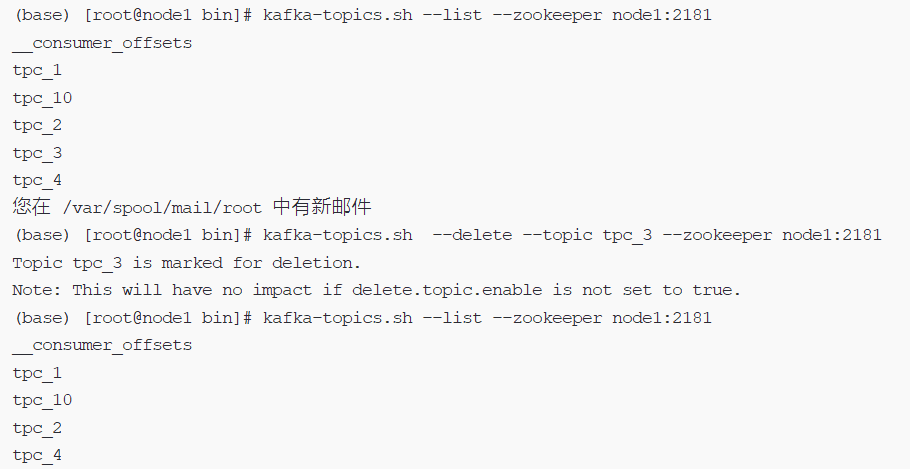 (base) [root@node1 bin]# kafka-topics.sh --list --zookeeper node1:2181
__consumer_offsets
tpc_1
tpc_10
tpc_2
tpc_3
tpc_4
您在 /var/spool/mail/root 中有新邮件
(base) [root@node1 bin]# kafka-topics.sh  --delete --topic tpc_3 --zookeeper node1:2181
Topic tpc_3 is marked for deletion.
Note: This will have no impact if delete.topic.enable is not set to true.
(base) [root@node1 bin]# kafka-topics.sh --list --zookeeper node1:2181
__consumer_offsets
tpc_1
tpc_10
tpc_2
tpc_4